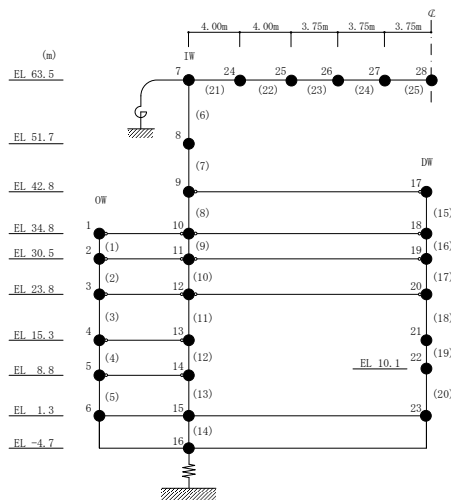 ℄
4.00m 4.00m 3.75m 3.75m 3.75m
(m) IW
EL 63.5 7 24 25 26 27 28
(21) (22) (23) (24) (25)
(6)
EL 51.7 8
(7)
DW
EL 42.8 9 17
OW
(8) (15)
EL 34.8 1 10 18
(1) (9) (16)
EL 30.5 2 11 19
(2) (10) (17)
EL 23.8 3 12 20
(3) (11) (18)
EL 15.3 4 13 21
(4) (12) (19)
EL 10.1 22
EL 8.8 5 14
(5) (13) (20)
EL 1.3 6 15 23
(14)
EL -4.7 16